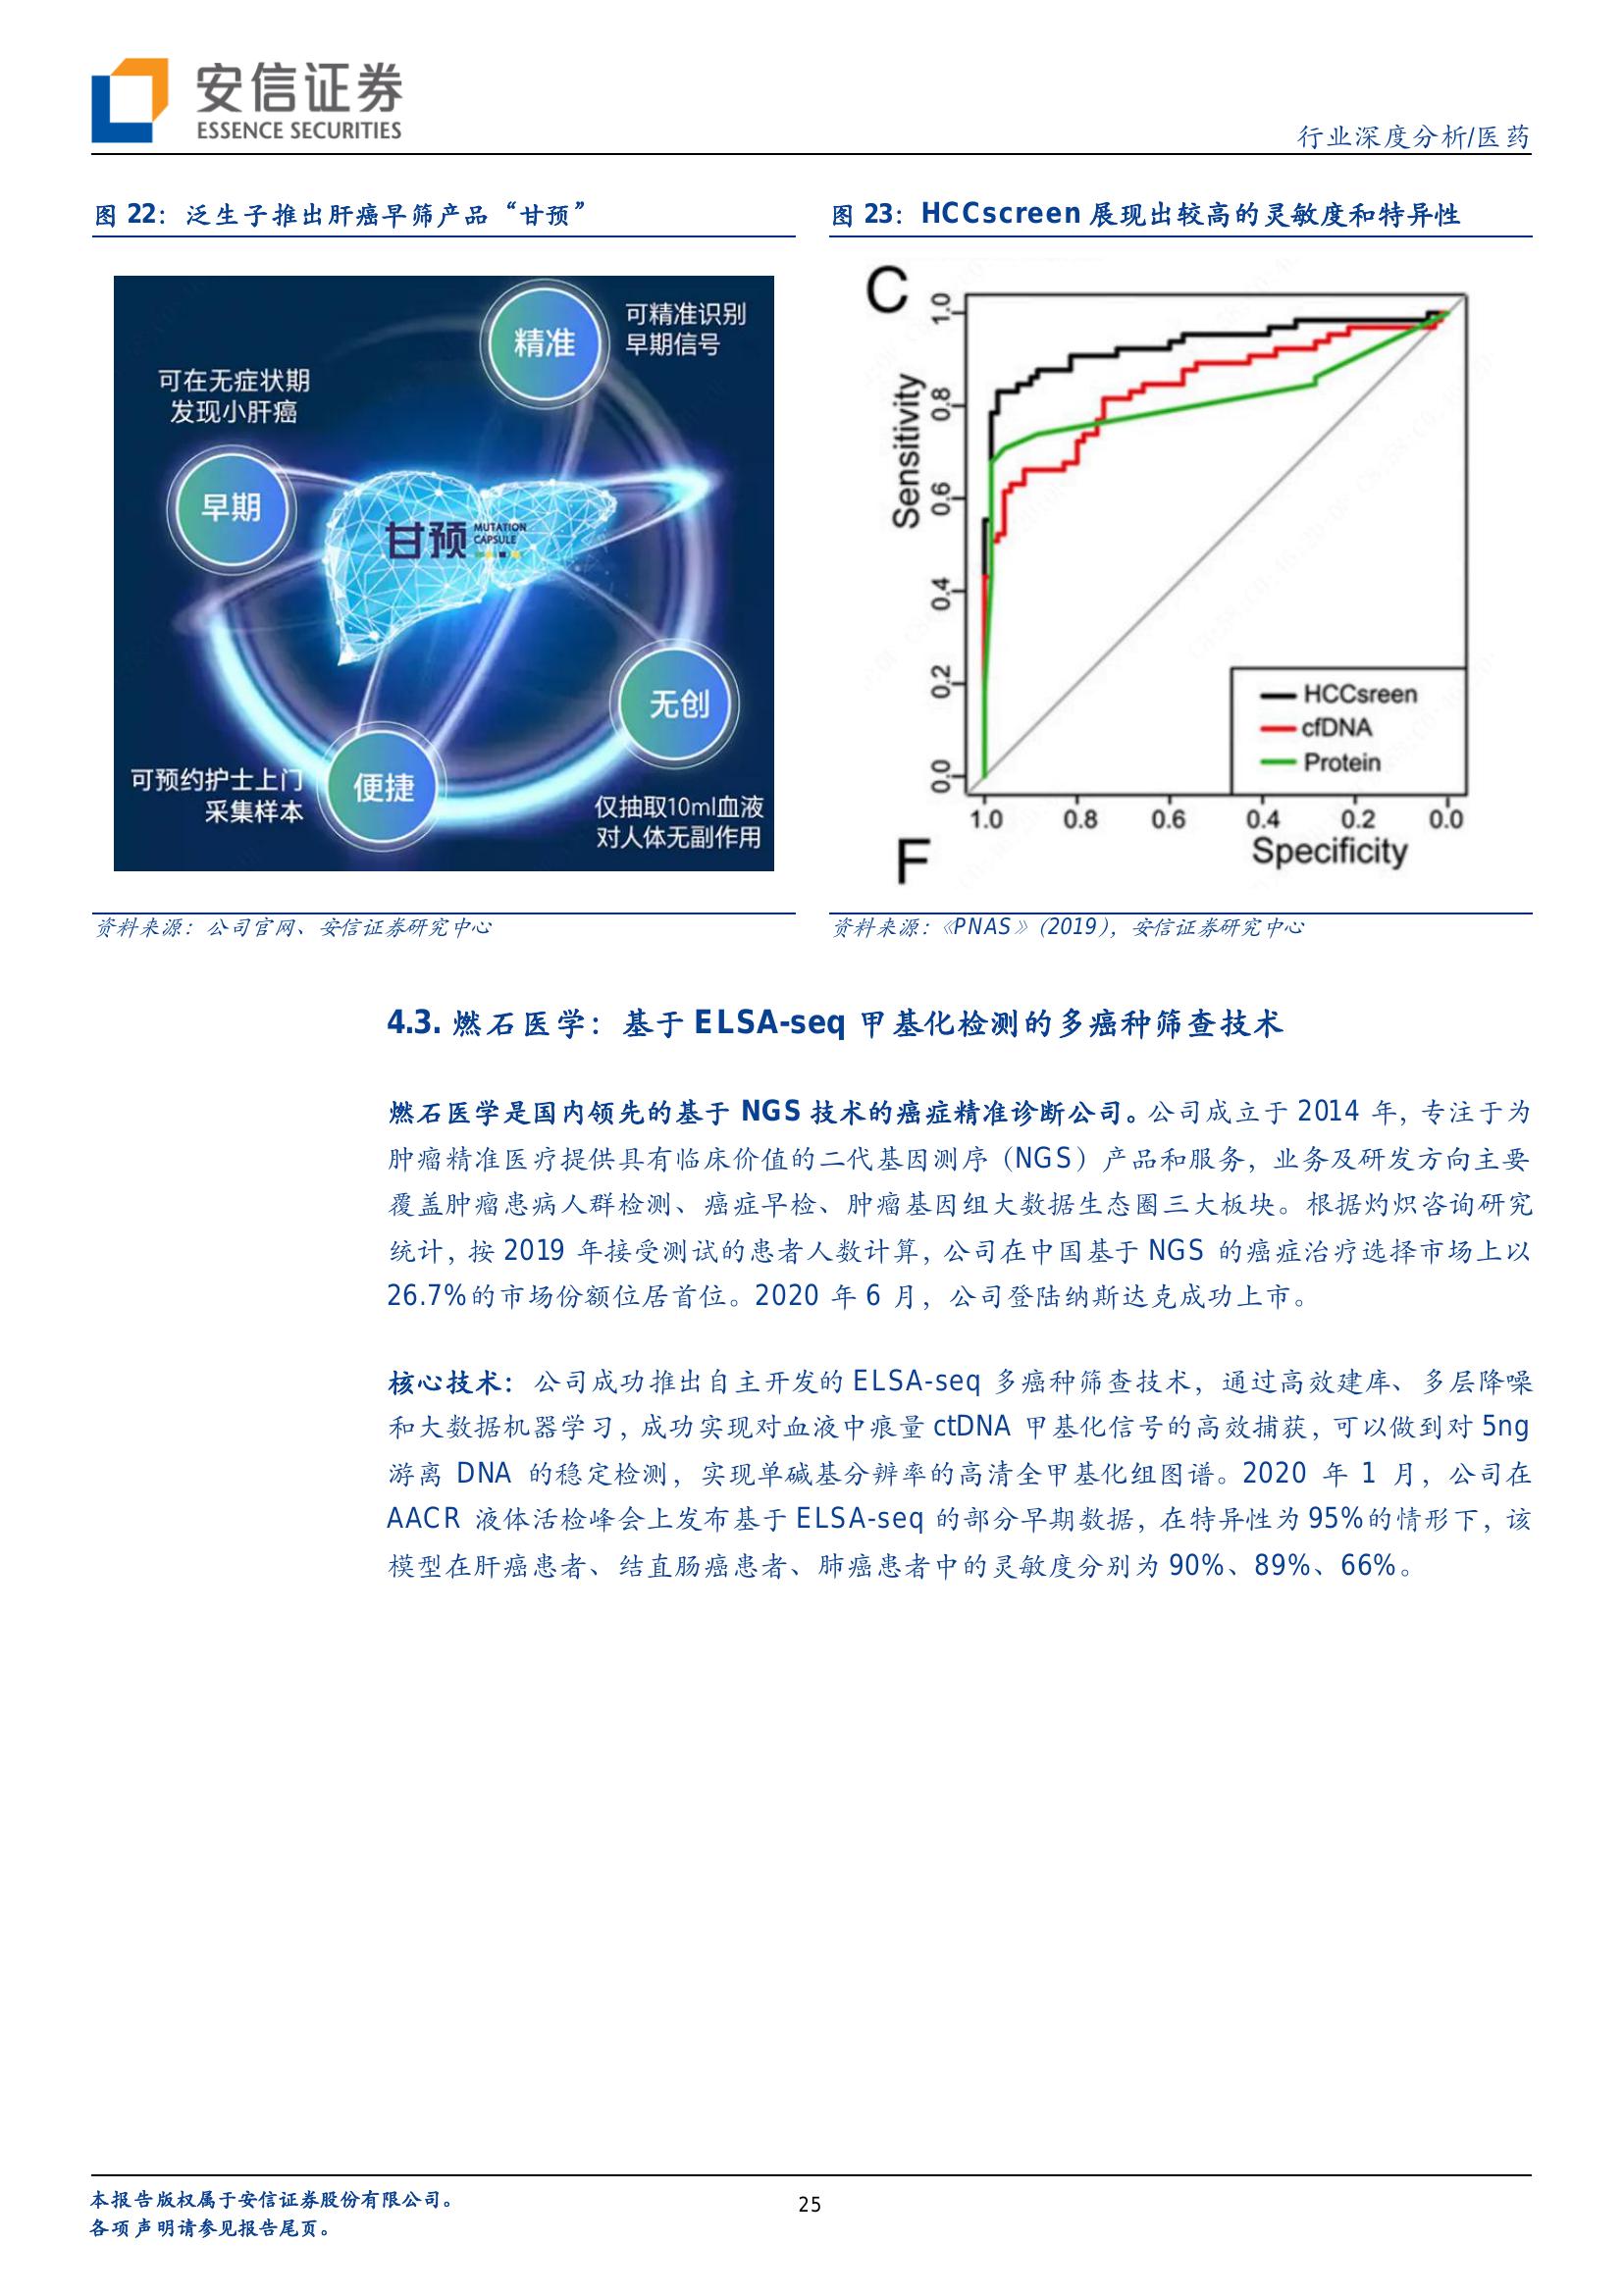 安信证券
ESSENCE SECURITIES
行业深度分析/医药
图 22：泛生子推出肝癌早筛产品“甘预”
精准
可精准识别
早期信号
可在无症状期
发现小肝癌
早期
甘预
MUTATION
CAPSULE
无创
仅抽取10ml血液
对人体无副作用
便捷
可预约护士上门
采集样本
资料来源：公司官网、安信证券研究中心
图 23：HCCscreen 展现出较高的灵敏度和特异性
C
Sensitivity
1.0
0.8
0.6
0.4
0.2
0.0
HCCsreen
cfDNA
Protein
1.0 0.8 0.6 0.4 0.2 0.0
Specificity
F
资料来源：《PNAS》（2019），安信证券研究中心
4.3. 燃石医学：基于 ELSA-seq 甲基化检测的多癌种筛查技术
燃石医学是国内领先的基于 NGS 技术的癌症精准诊断公司。公司成立于 2014 年，专注于为
肿瘤精准医疗提供具有临床价值的二代基因测序（NGS）产品和服务，业务及研发方向主要
覆盖肿瘤患病人群检测、癌症早检、肿瘤基因组大数据生态圈三大板块。根据灼炽咨询研究
统计，按 2019 年接受测试的患者人数计算，公司在中国基于 NGS 的癌症治疗选择市场上以
26.7%的市场份额位居首位。2020 年 6 月，公司登陆纳斯达克成功上市。
核心技术：公司成功推出自主开发的 ELSA-seq 多癌种筛查技术，通过高效建库、多层降噪
和大数据机器学习，成功实现对血液中痕量 ctDNA 甲基化信号的高效捕获，可以做到对 5ng
游离 DNA 的稳定检测，实现单碱基分辨率的高清全甲基化组图谱。2020 年 1 月，公司在
AACR 液体活检峰会上发布基于 ELSA-seq 的部分早期数据，在特异性为 95%的情形下，该
模型在肝癌患者、结直肠癌患者、肺癌患者中的灵敏度分别为 90%、89%、66%。
本报告版权属于安信证券股份有限公司。
各项声明请参见报告尾页。
25